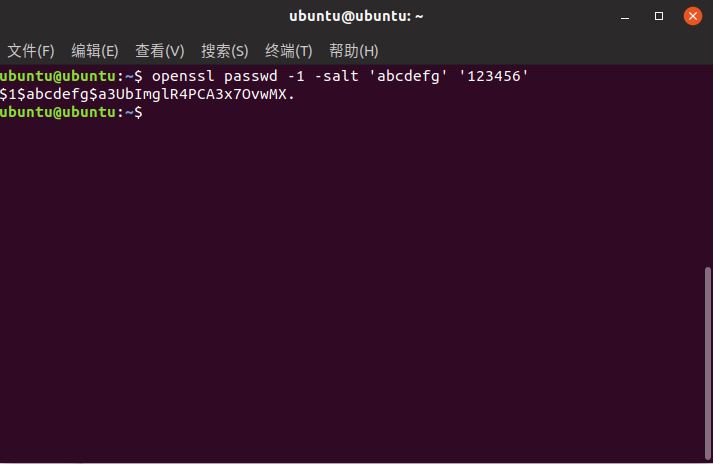 ubuntu@ubuntu: ~
文件(F) 编辑(E) 查看(V) 搜索(S) 终端(T) 帮助(H)
ubuntu@ubuntu:~$ openssl passwd -1 -salt 'abcdefg' '123456'
$1$abcdefg$a3UbImglR4PCA3x7OvwMX.
ubuntu@ubuntu:~$